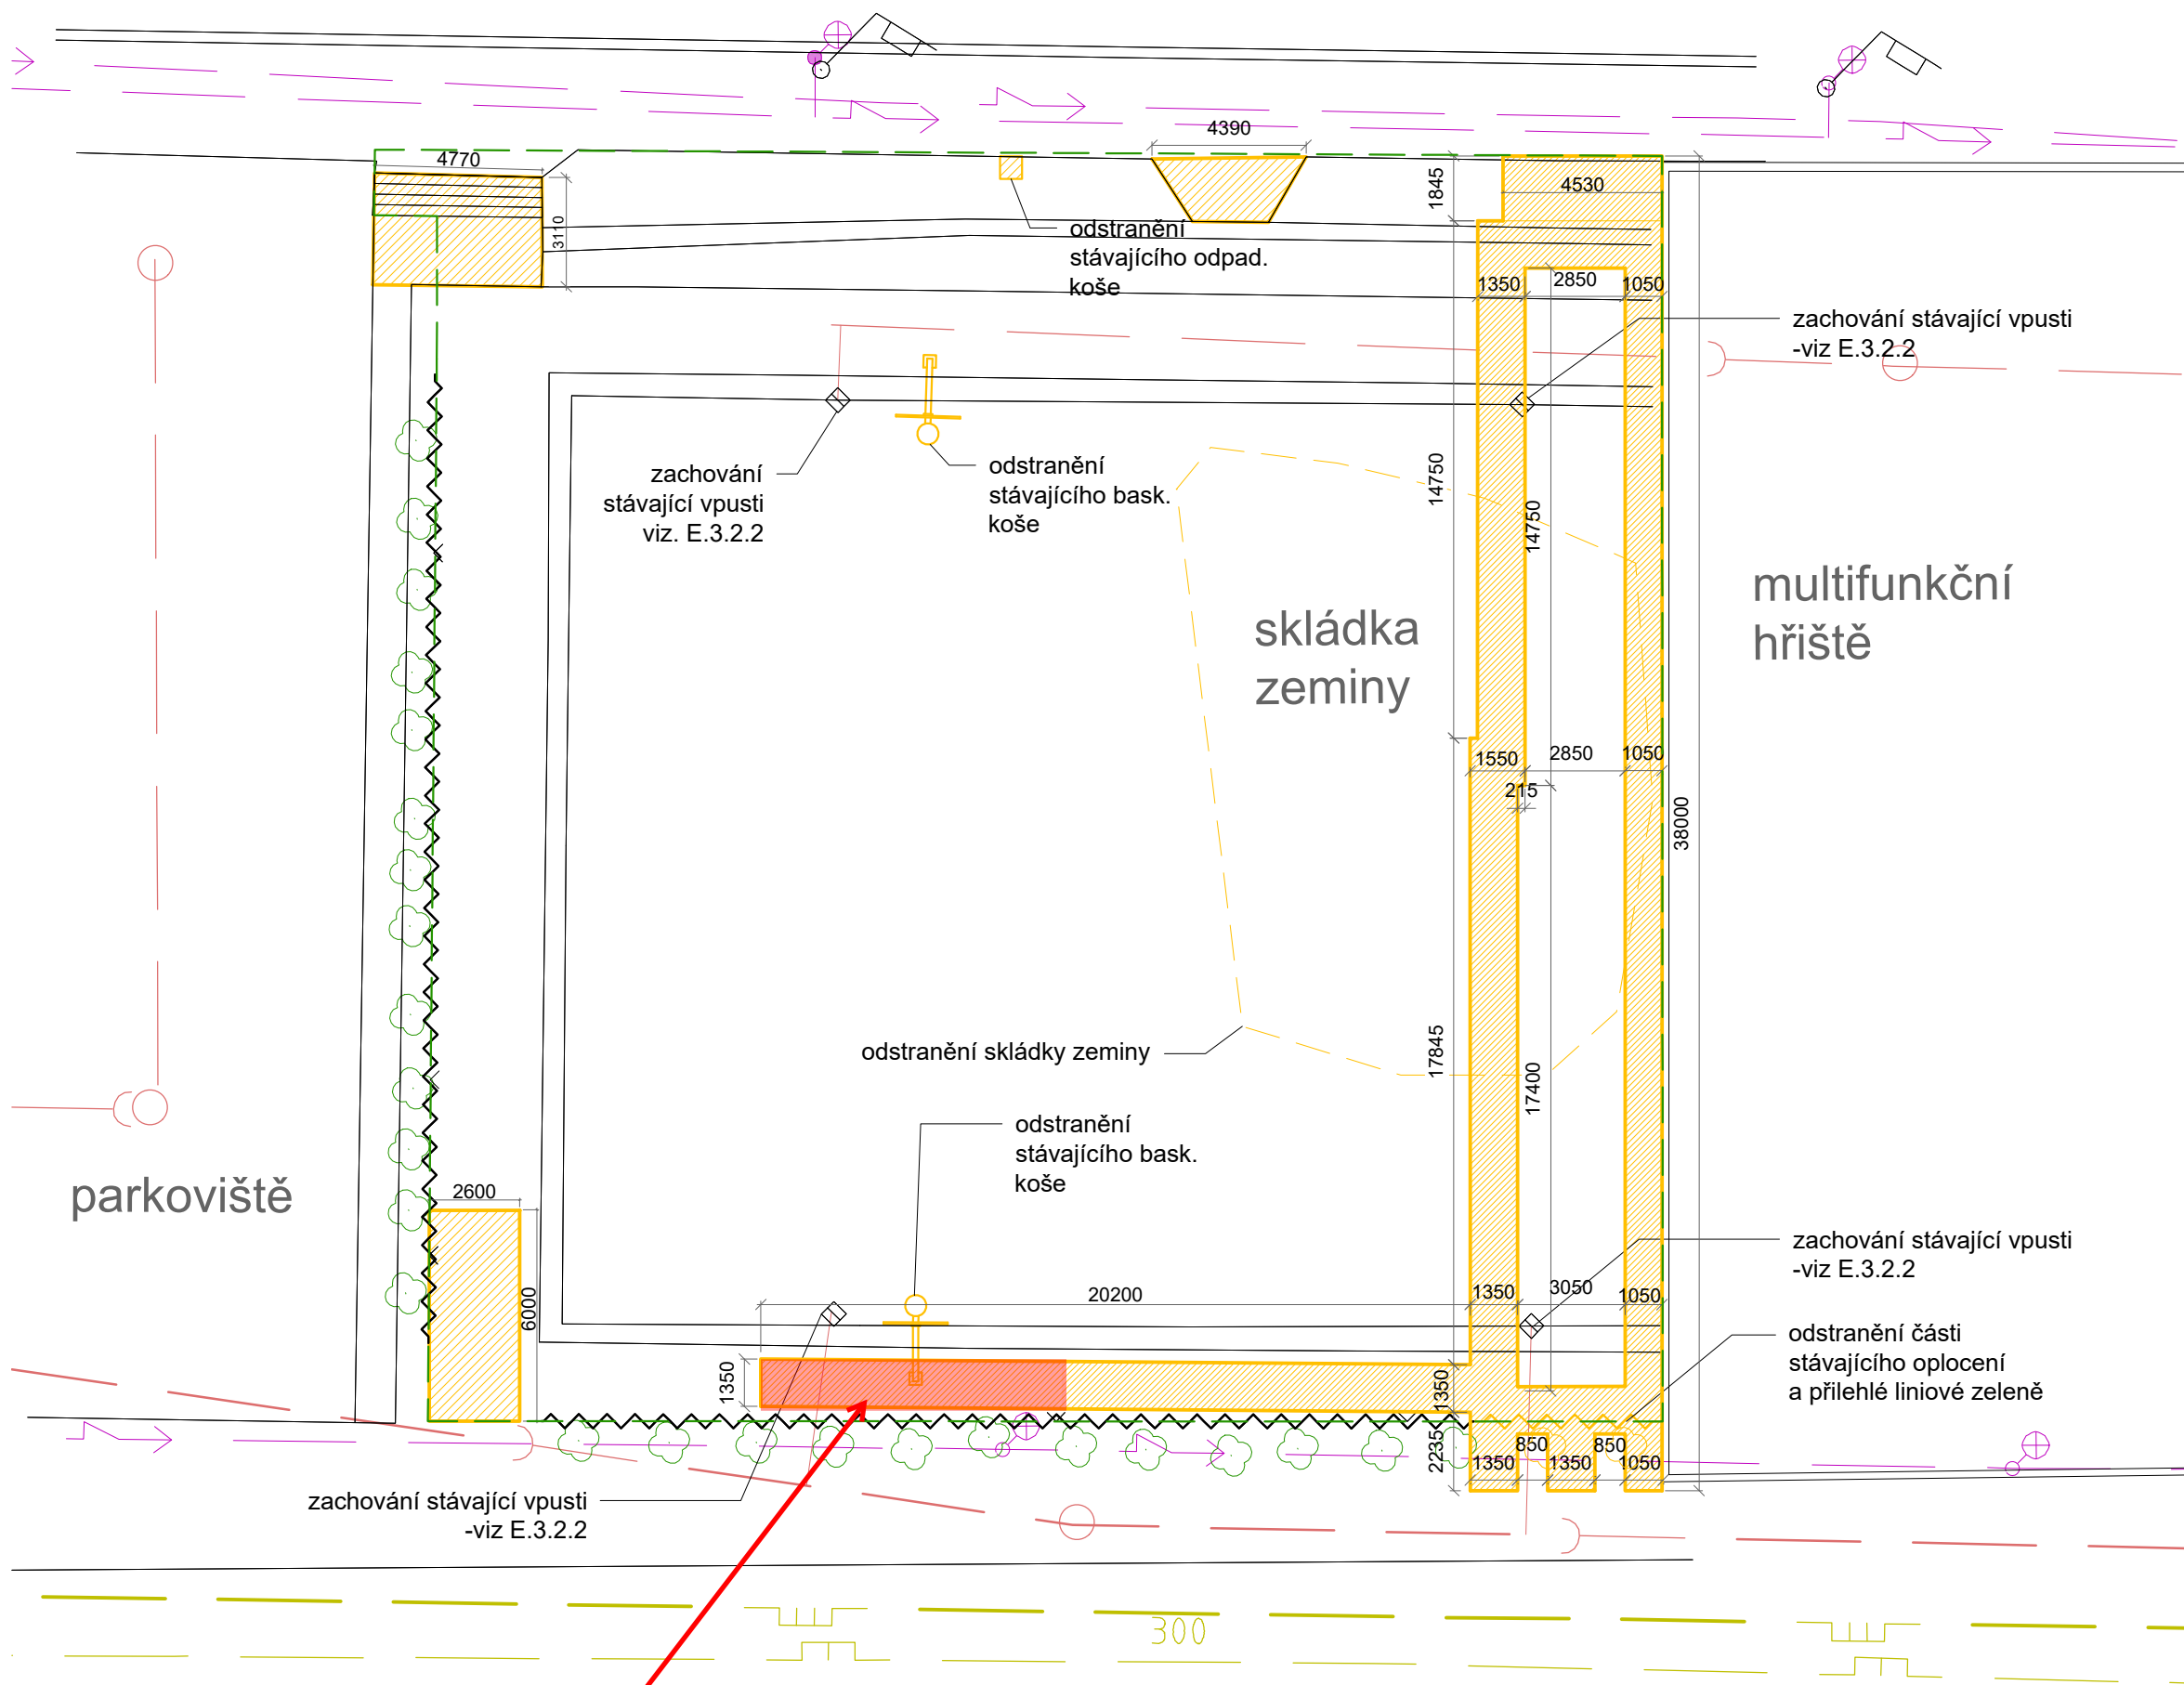 4390
4770
3110
1845
4530
odstranění
stávajícího odpad.
koše
1350
2850
1050
zachování stávající vpusti
-viz E.3.2.2
zachování
stávající vpusti
viz. E.3.2.2
odstranění
stávajícího bask.
koše
14750
14750
multifunkční
hřiště
skládka
zeminy
1550
2850
1050
215
38000
odstranění skládky zeminy
17845
17400
odstranění
stávajícího bask.
koše
parkoviště
2600
6000
zachování stávající vpusti
-viz E.3.2.2
20200
1350
3050
1050
odstranění části
stávajícího oplocení
a přilehlé liniové zeleně
1350
1350
2235
850
850
1350
1350
1050
zachování stávající vpusti
-viz E.3.2.2
300